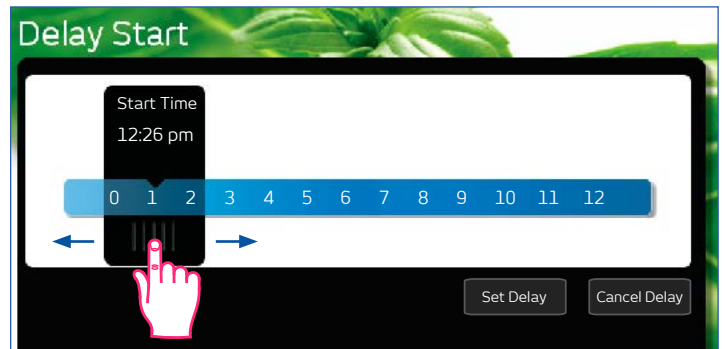 Delay Start
Start Time
12:26 pm
0 1 2 3 4 5 6 7 8 9 10 11 12
Set Delay Cancel Delay